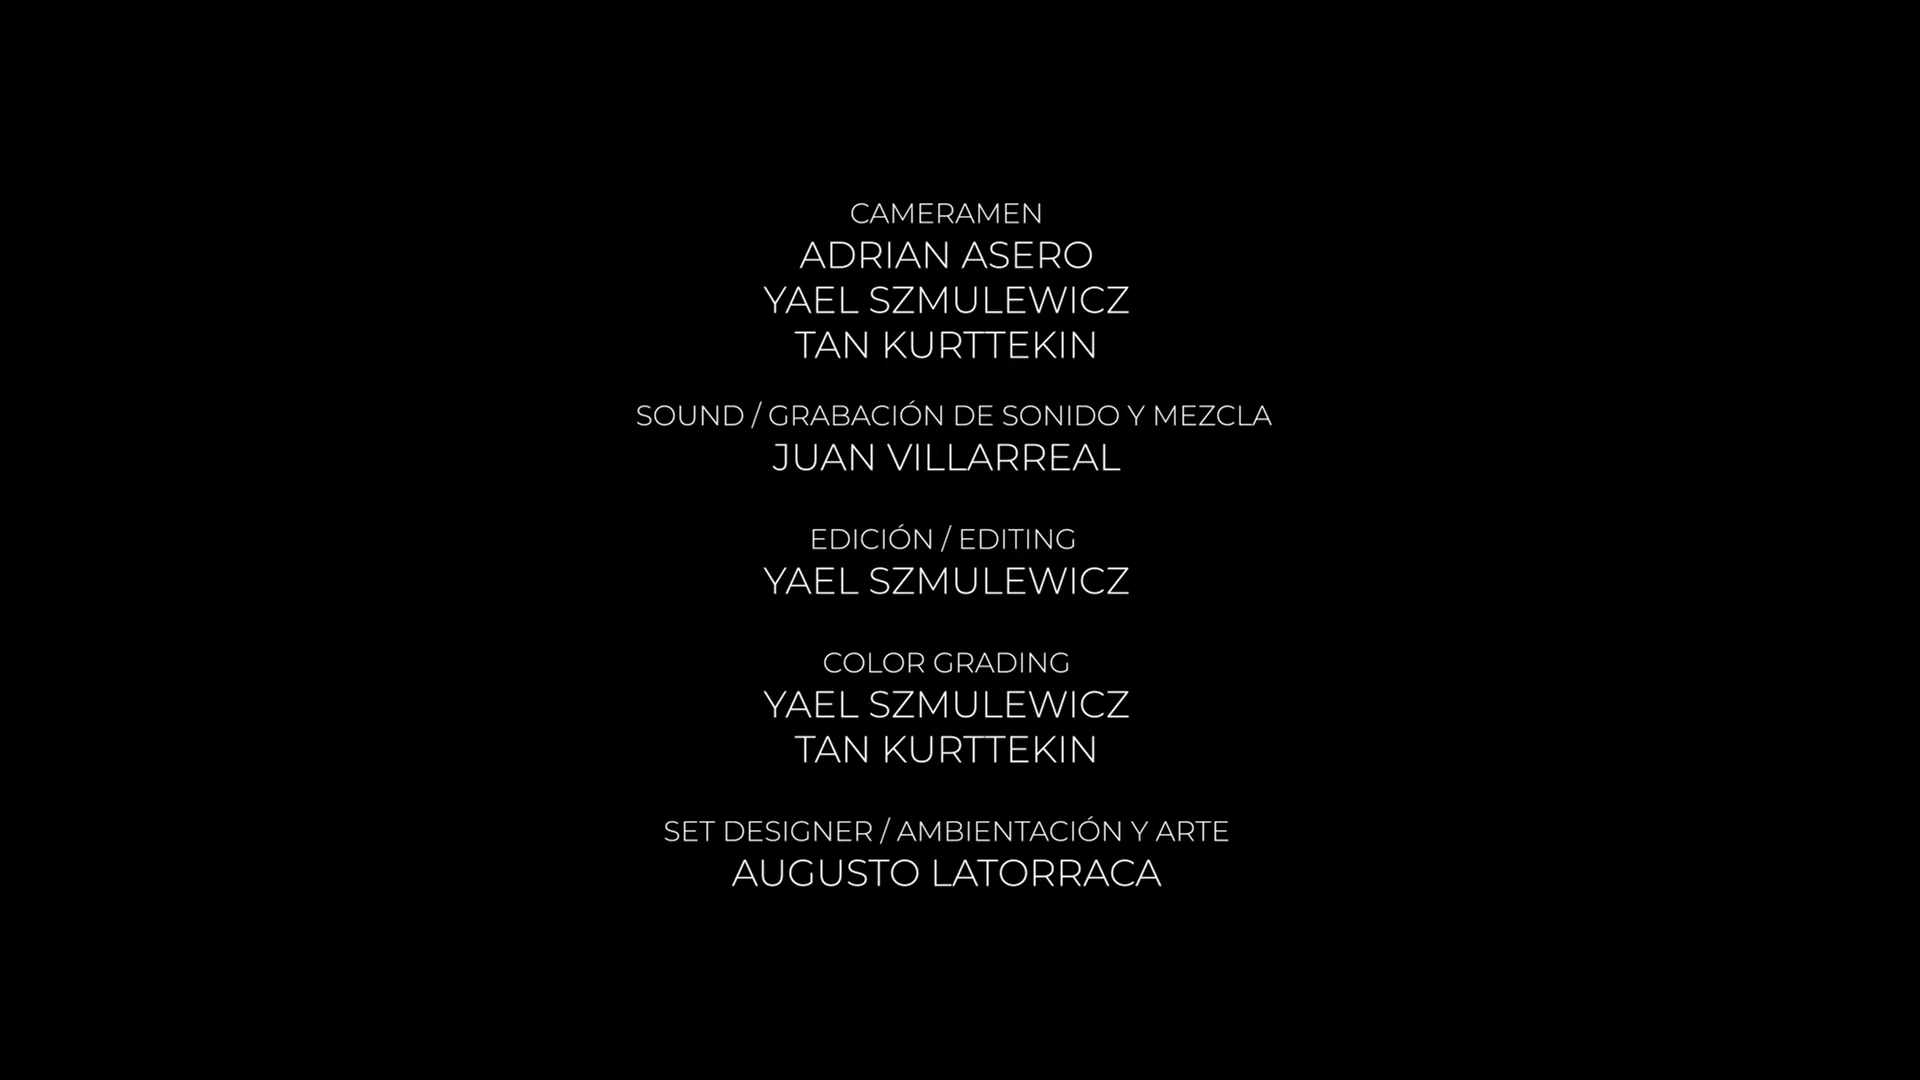 CAMERAMEN
ADRIAN ASERO
YAEL SZMULEWICZ
TAN KURTTEKIN
SOUND / GRABACIÓN DE SONIDO Y MEZCLA
JUAN VILLARREAL
EDICIÓN / EDITING
YAEL SZMULEWICZ
COLOR GRADING
YAEL SZMULEWICZ
TAN KURTTEKIN
SET DESIGNER / AMBIENTACIÓN Y ARTE
AUGUSTO LATORRACA